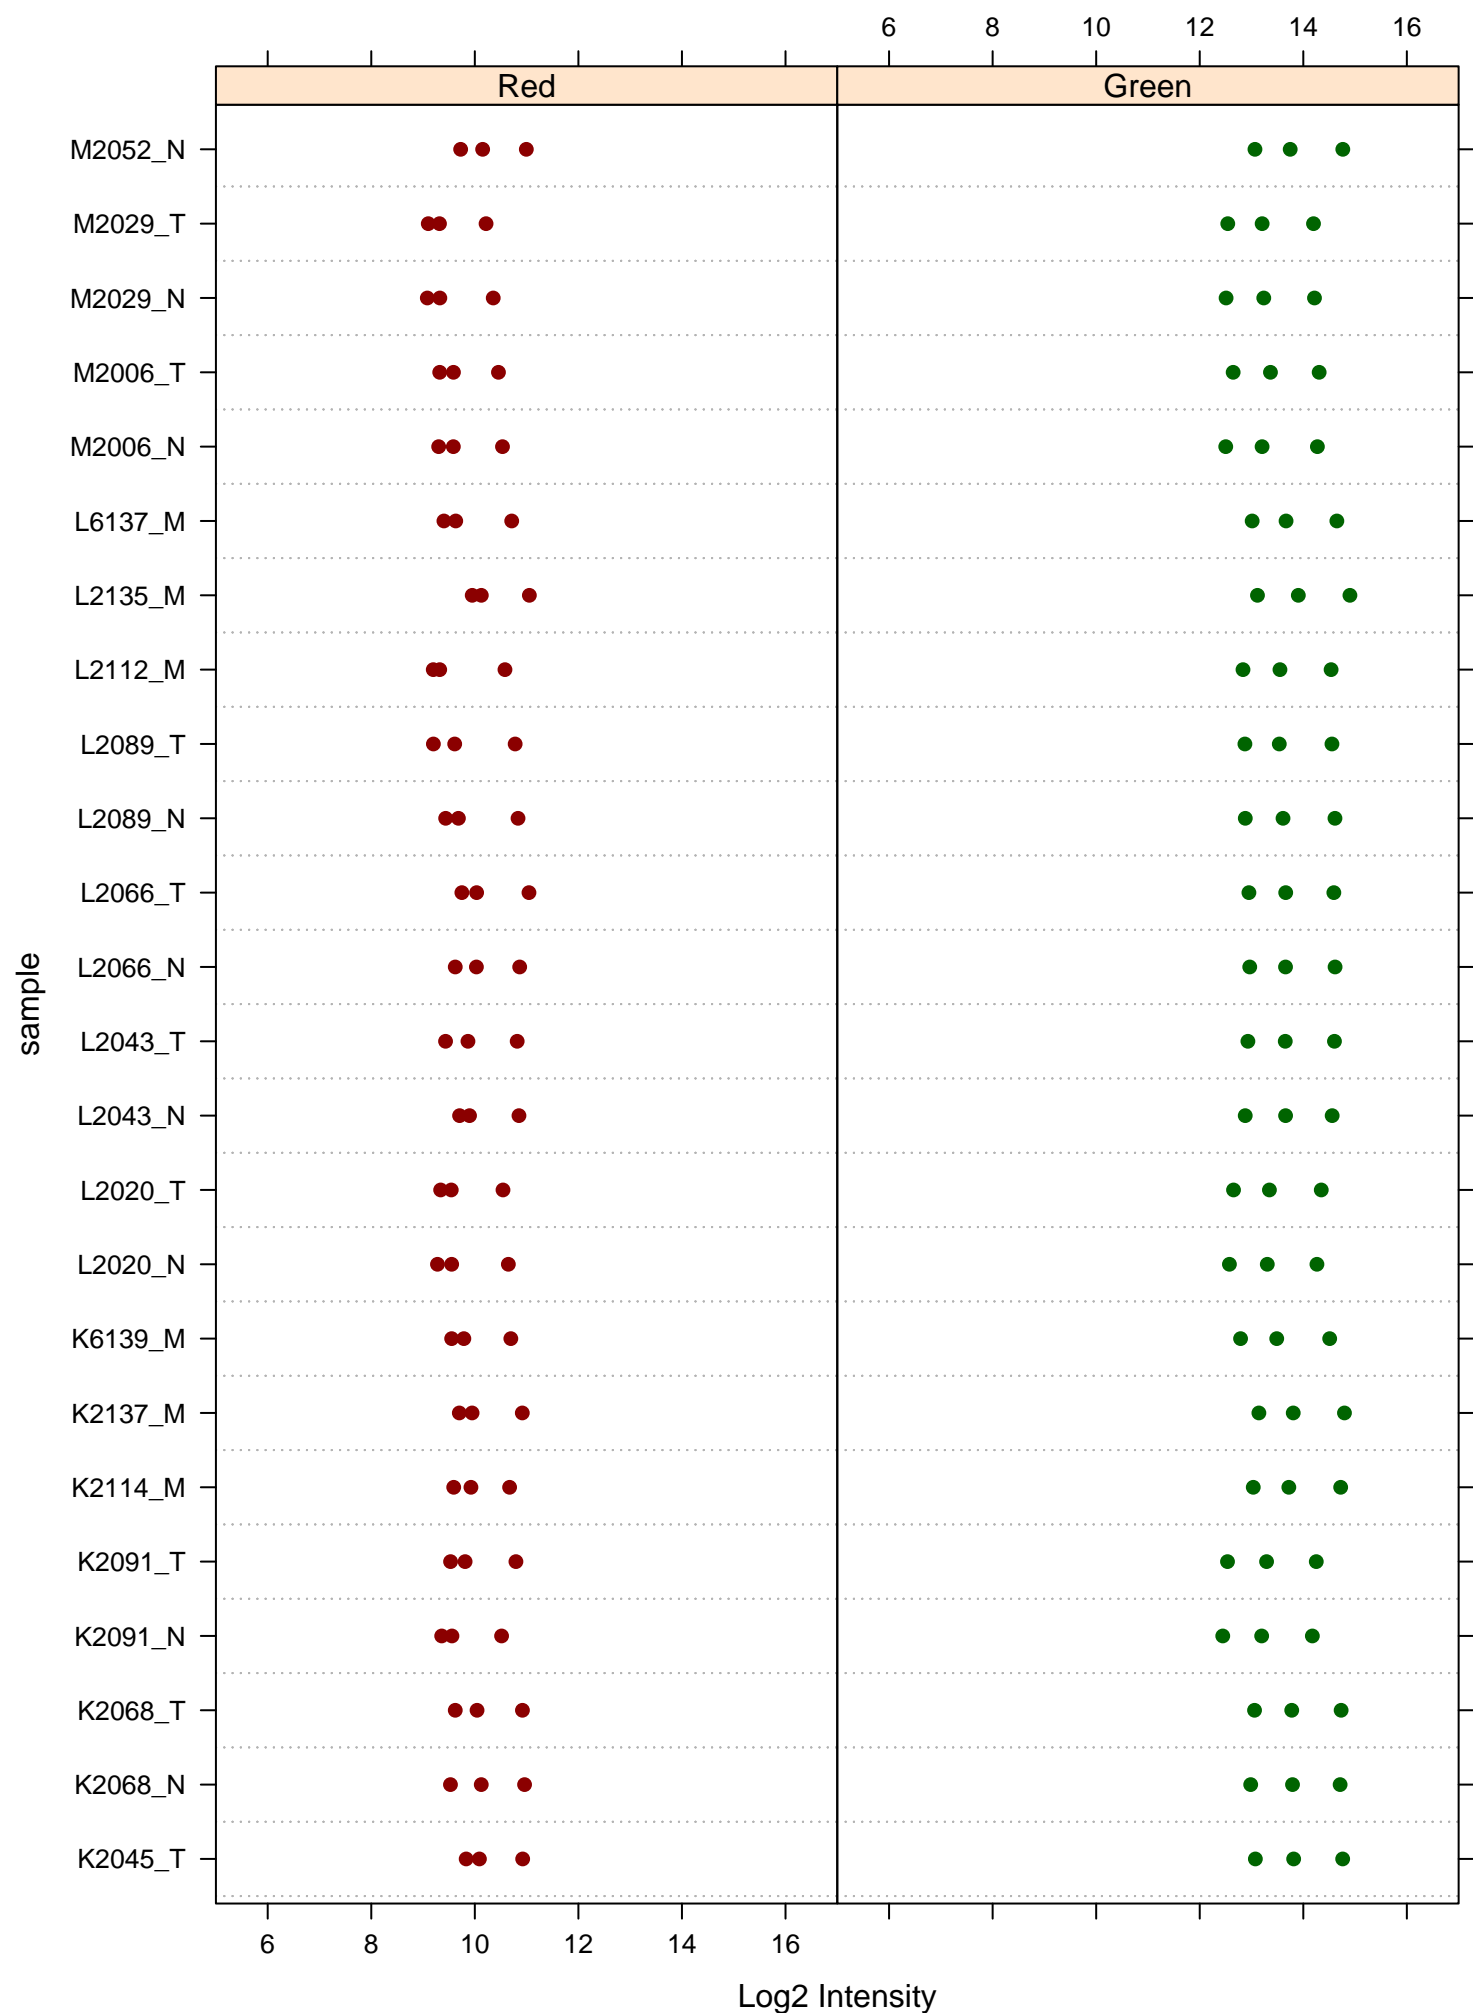 6 8 10 12 14 16
Red Green
M2052_N
M2029_T
M2029_N
M2006_T
M2006_N
L6137_M
L2135_M
L2112_M
L2089_T
L2089_N
L2066_T
L2066_N
L2043_T
L2043_N
L2020_T
L2020_N
K6139_M
K2137_M
K2114_M
K2091_T
K2091_N
K2068_T
K2068_N
K2045_T
sample
6 8 10 12 14 16
Log2 Intensity